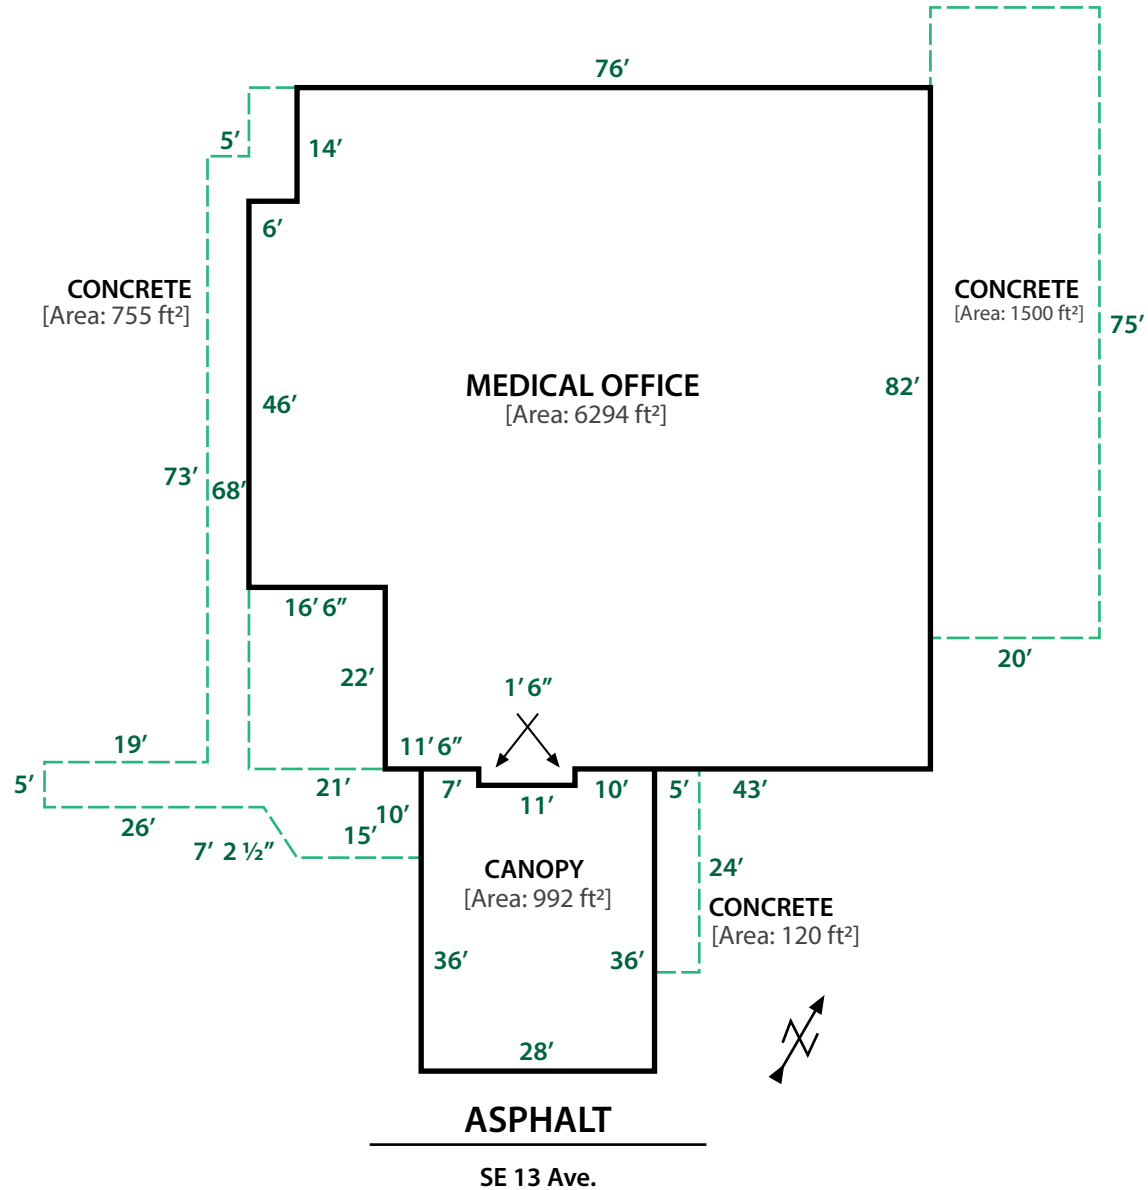 76′
5′
14′
6′
CONCRETE
[Area: 755 ft²]
CONCRETE
[Area: 1500 ft²]
75′
MEDICAL OFFICE
[Area: 6294 ft²]
82′
46′
73′
68′
16′ 6″
20′
22′
1′ 6″
19′
11′ 6″
5′
21′
7′
11′
10′
5′
43′
26′
10′
15′
7′ 2 ½″
CANOPY
[Area: 992 ft²]
24′
CONCRETE
[Area: 120 ft²]
36′
36′
28′
N
ASPHALT
SE 13 Ave.